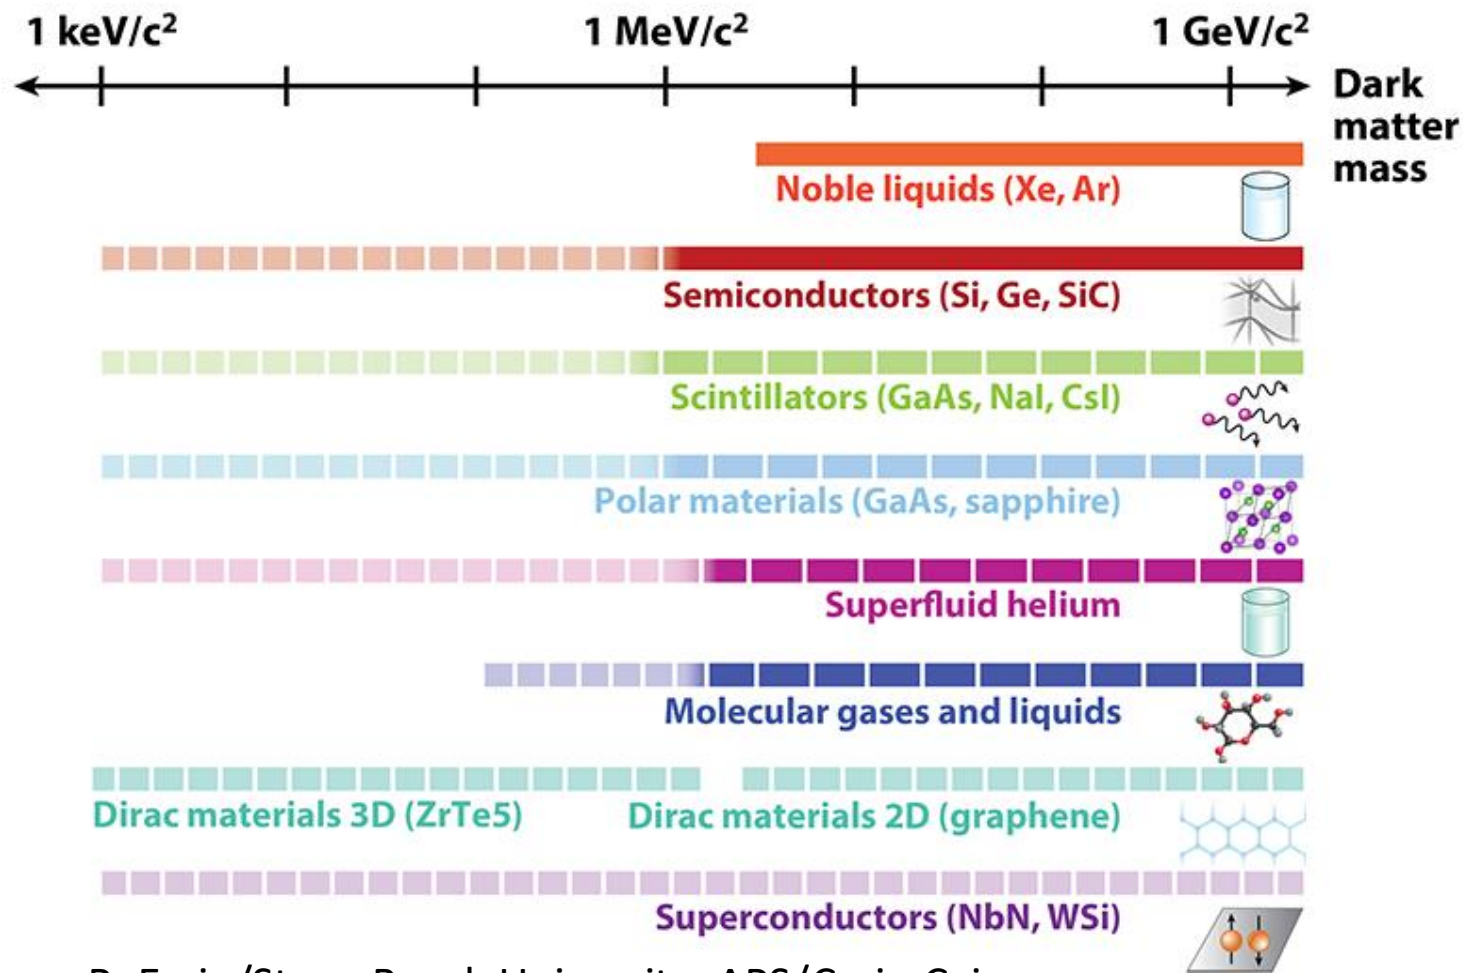 1 keV/c²
1 MeV/c²
1 GeV/c²
Dark
matter
mass
Noble liquids (Xe, Ar)
Semiconductors (Si, Ge, SiC)
Scintillators (GaAs, NaI, CsI)
Polar materials (GaAs, sapphire)
Superfluid helium
Molecular gases and liquids
Dirac materials 3D (ZrTe5)
Dirac materials 2D (graphene)
Superconductors (NbN, WSi)